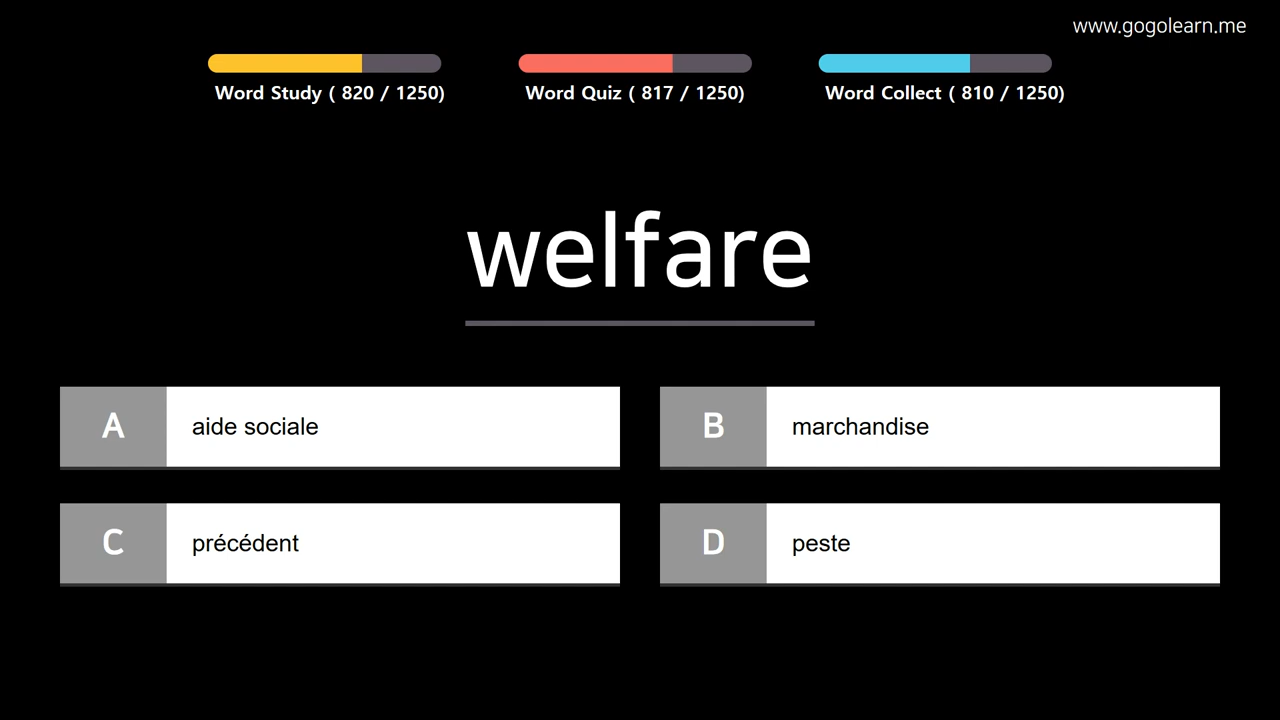 www.gogolearn.me
Word Study ( 820 / 1250)
Word Quiz ( 817 / 1250)
Word Collect ( 810 / 1250)
welfare
A aide sociale
B marchandise
C précédent
D peste